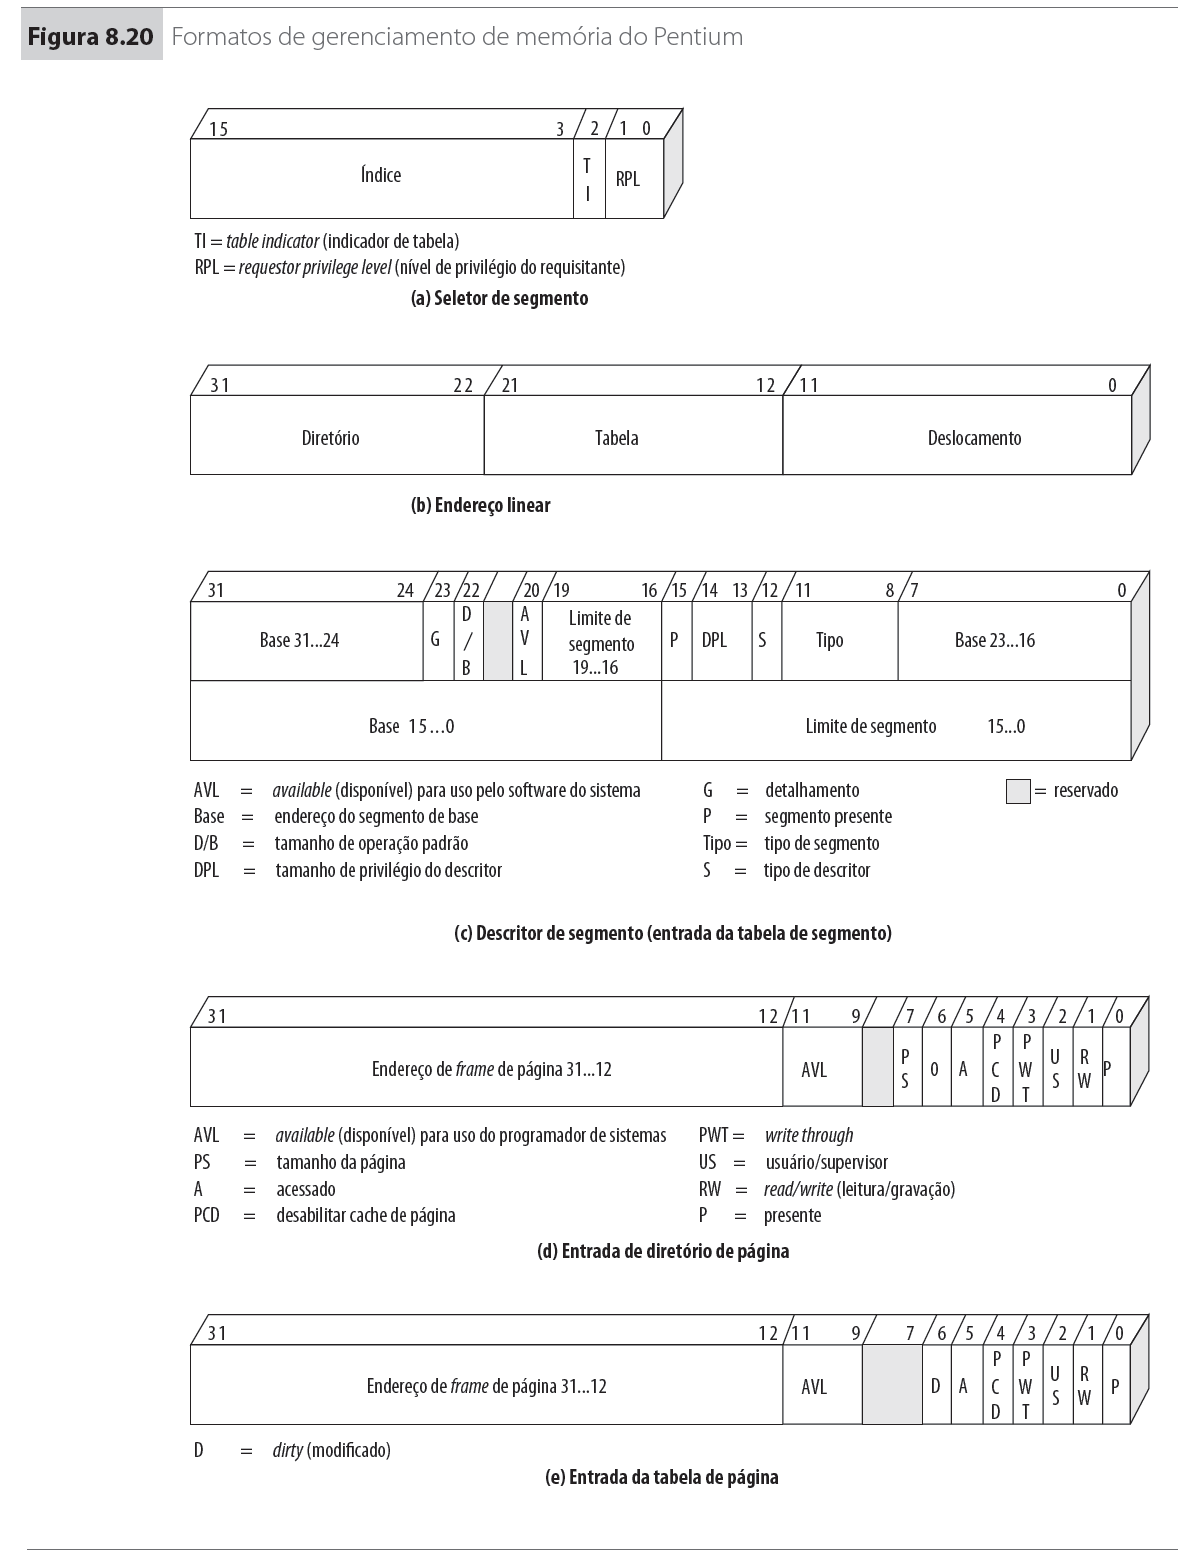 Figura 8.20 Formatos de gerenciamento de memória do Pentium
15 3 2 1 0
Índice
T
I
RPL
TI = table indicator (indicador de tabela)
RPL = requestor privilege level (nível de privilégio do requisitante)
(a) Seletor de segmento
31 22 21 12 11 0
Diretório Tabela Deslocamento
(b) Endereço linear
31 24 23 22 20 19 16 15 14 13 12 11 8 7 0
Base 31...24
G
D
/
B
A
V
L
Limite de
segmento
19...16
P
DPL
S
Tipo
Base 23...16
Base 15...0
Limite de segmento 15...0
AVL = available (disponível) para uso pelo software do sistema
Base = endereço do segmento de base
D/B = tamanho de operação padrão
DPL = tamanho de privilégio do descritor
G = detalhamento
P = segmento presente
Tipo = tipo de segmento
S = tipo de descritor
= reservado
(c) Descritor de segmento (entrada da tabela de segmento)
31 12 11 9 7 6 5 4 3 2 1 0
Endereço de frame de página 31...12
AVL
P
S
0
A
P
C
D
P
W
T
U
S
R
W
P
AVL = available (disponível) para uso do programador de sistemas
PS = tamanho da página
A = acessado
PCD = desabilitar cache de página
PWT = write through
US = usuário/supervisor
RW = read/write (leitura/gravação)
P = presente
(d) Entrada de diretório de página
31 12 11 9 7 6 5 4 3 2 1 0
Endereço de frame de página 31...12
AVL
D
A
P
C
D
P
W
T
U
S
R
W
P
D = dirty (modificado)
(e) Entrada da tabela de página